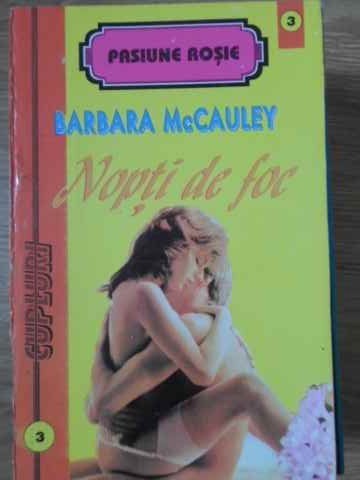 3
PASIUNE ROȘIE
BARBARA McCAULEY
Nopți de foc
CUPLURI
3